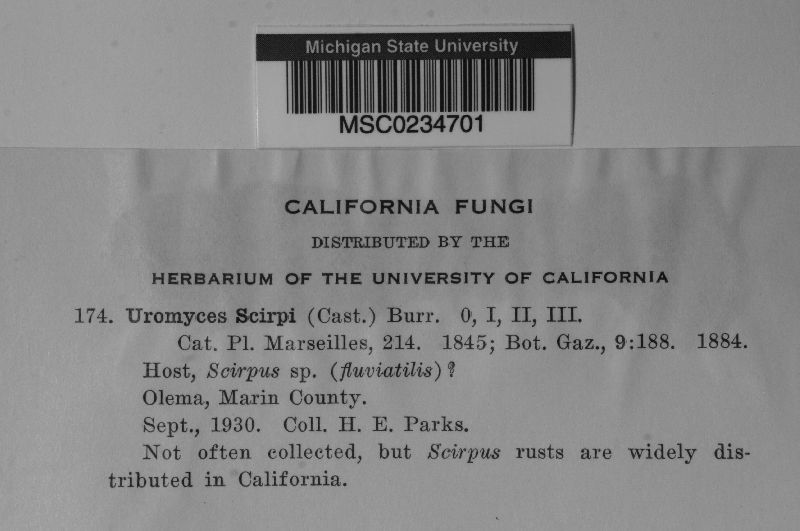 Michigan State University
MSC0234701
CALIFORNIA FUNGI
DISTRIBUTED BY THE
HERBARIUM OF THE UNIVERSITY OF CALIFORNIA
174. Uromyces Scirpi (Cast.) Burr. 0, I, II, III.
Cat. Pl. Marseilles, 214. 1845; Bot. Gaz., 9:188. 1884.
Host, Scirpus sp. (fluviatilis)?
Olema, Marin County.
Sept., 1930. Coll. H. E. Parks.
Not often collected, but Scirpus rusts are widely dis-
tributed in California.